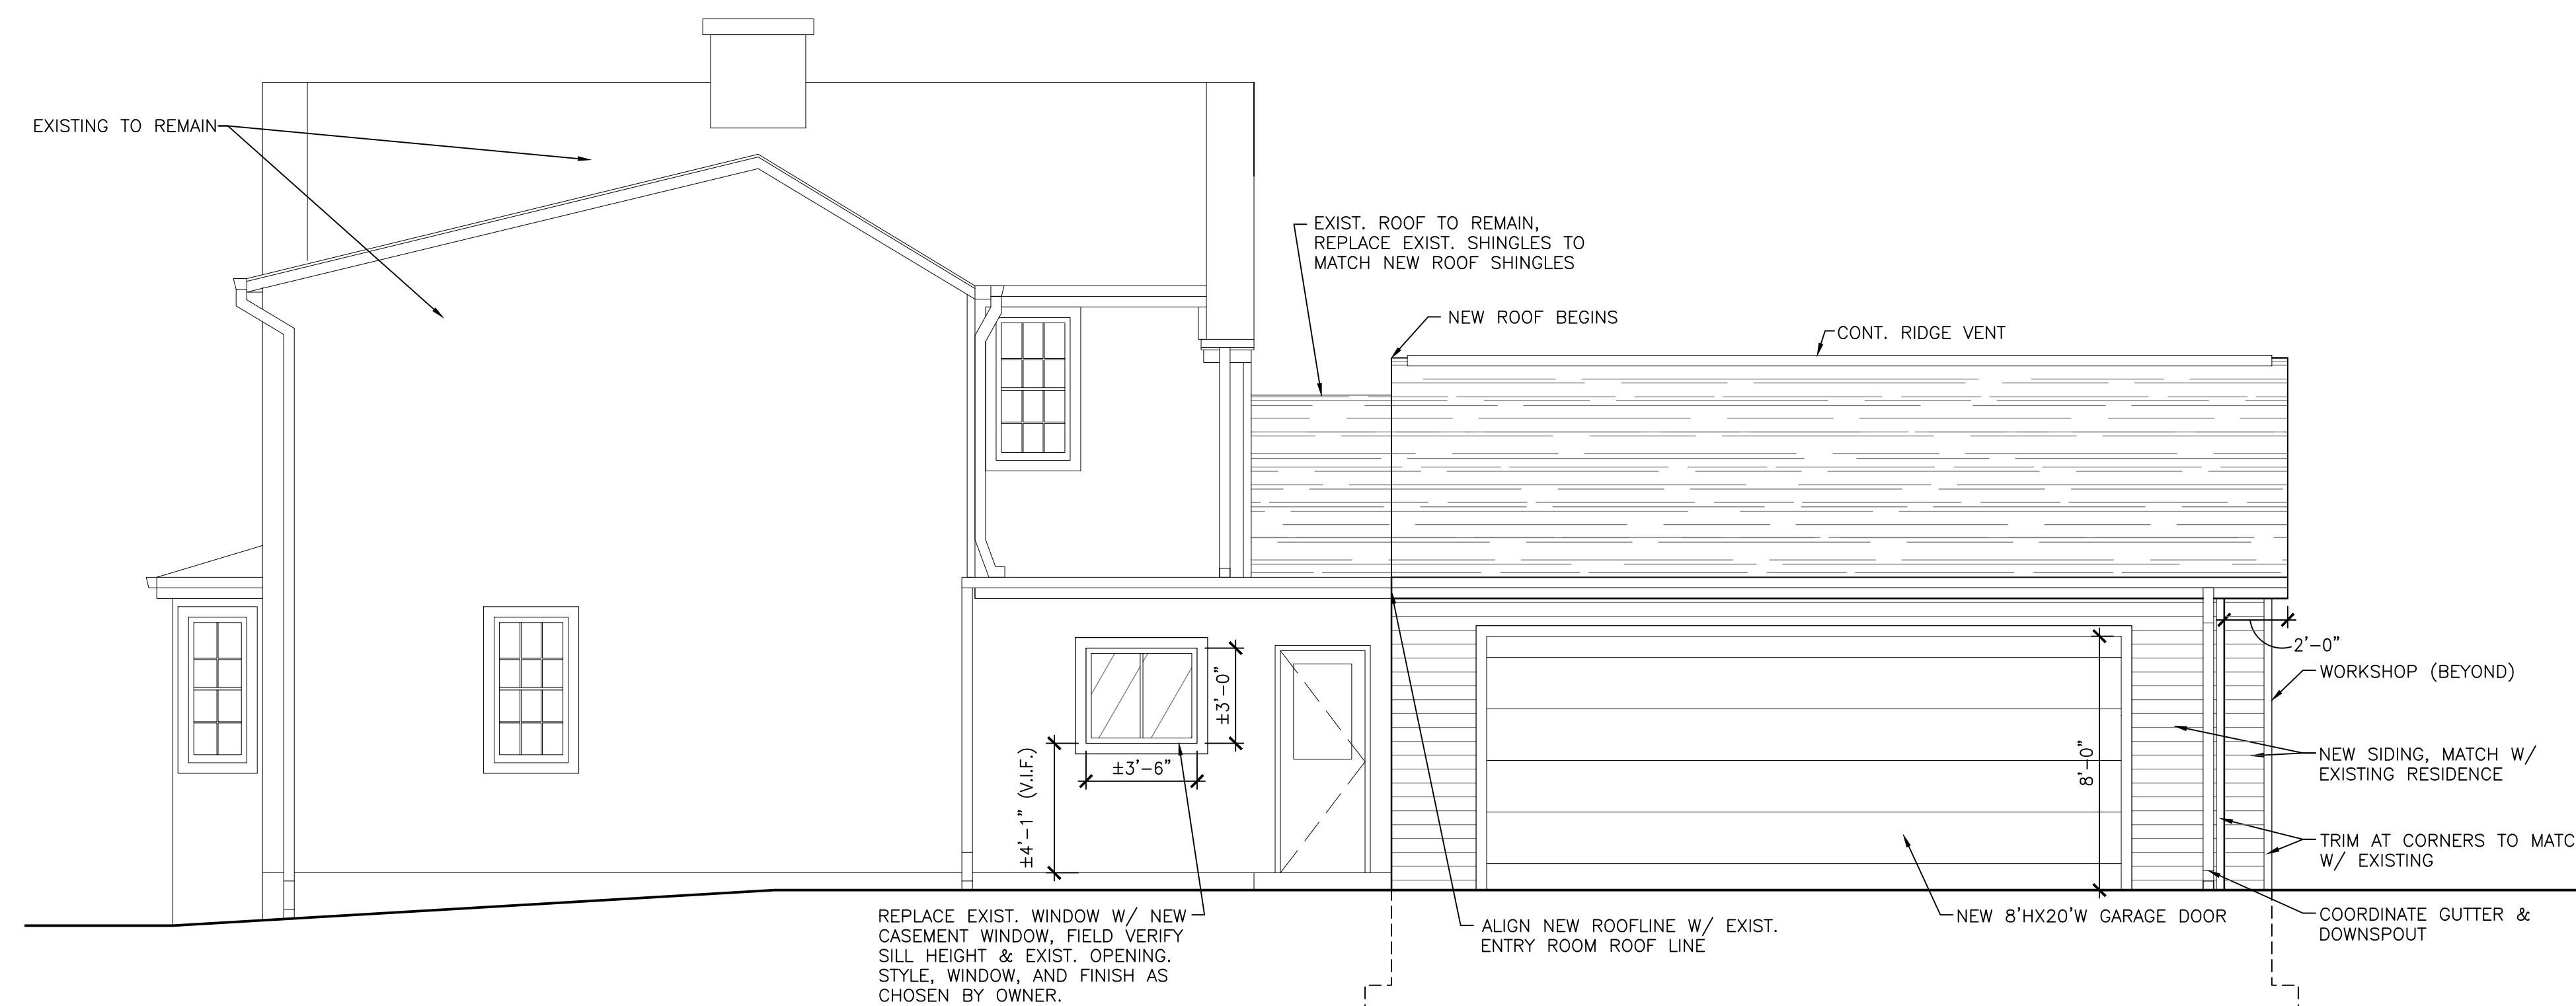 EXISTING TO REMAIN
EXIST. ROOF TO REMAIN,
REPLACE EXIST. SHINGLES TO
MATCH NEW ROOF SHINGLES
NEW ROOF BEGINS
CONT. RIDGE VENT
2'-0"
WORKSHOP (BEYOND)
±3'-0"
±3'-6"
±4'-1" (V.I.F.)
8'-0"
NEW SIDING, MATCH W/
EXISTING RESIDENCE
TRIM AT CORNERS TO MATC
W/ EXISTING
REPLACE EXIST. WINDOW W/ NEW
CASEMENT WINDOW, FIELD VERIFY
SILL HEIGHT & EXIST. OPENING.
STYLE, WINDOW, AND FINISH AS
CHOSEN BY OWNER.
ALIGN NEW ROOFLINE W/ EXIST.
ENTRY ROOM ROOF LINE
NEW 8'HX20'W GARAGE DOOR
COORDINATE GUTTER &
DOWNSPOUT